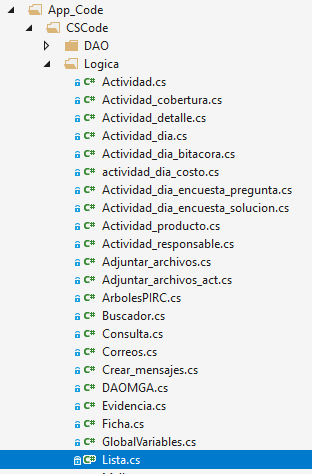 App_Code
CSCode
DAO
Logica
C# Actividad.cs
C# Actividad_cobertura.cs
C# Actividad_detalle.cs
C# Actividad_dia.cs
C# Actividad_dia_bitacora.cs
C# actividad_dia_costo.cs
C# Actividad_dia_encuesta_pregunta.cs
C# Actividad_dia_encuesta_solucion.cs
C# Actividad_producto.cs
C# Actividad_responsable.cs
C# Adjuntar_archivos.cs
C# Adjuntar_archivos_act.cs
C# ArbolesPIRC.cs
C# Buscador.cs
C# Consulta.cs
C# Correos.cs
C# Crear_mensajes.cs
C# DAOMGA.cs
C# Evidencia.cs
C# Ficha.cs
C# GlobalVariables.cs
C# Lista.cs